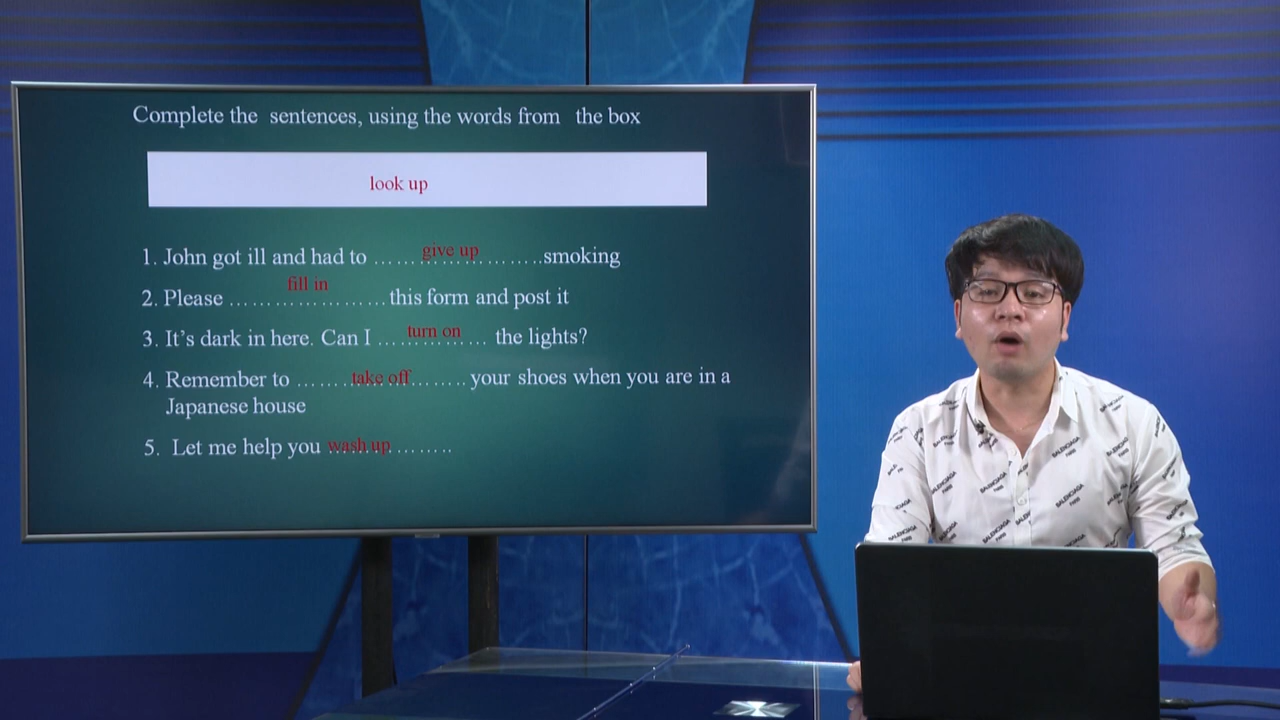 Complete the sentences, using the words from the box
look up
1. John got ill and had to ……give up……..smoking
2. Please ……fill in……this form and post it
3. It’s dark in here. Can I ...turn on... the lights?
4. Remember to ……take off…….. your shoes when you are in a
Japanese house
5. Let me help you wash up ……..
BALENCIAGA
PARIS